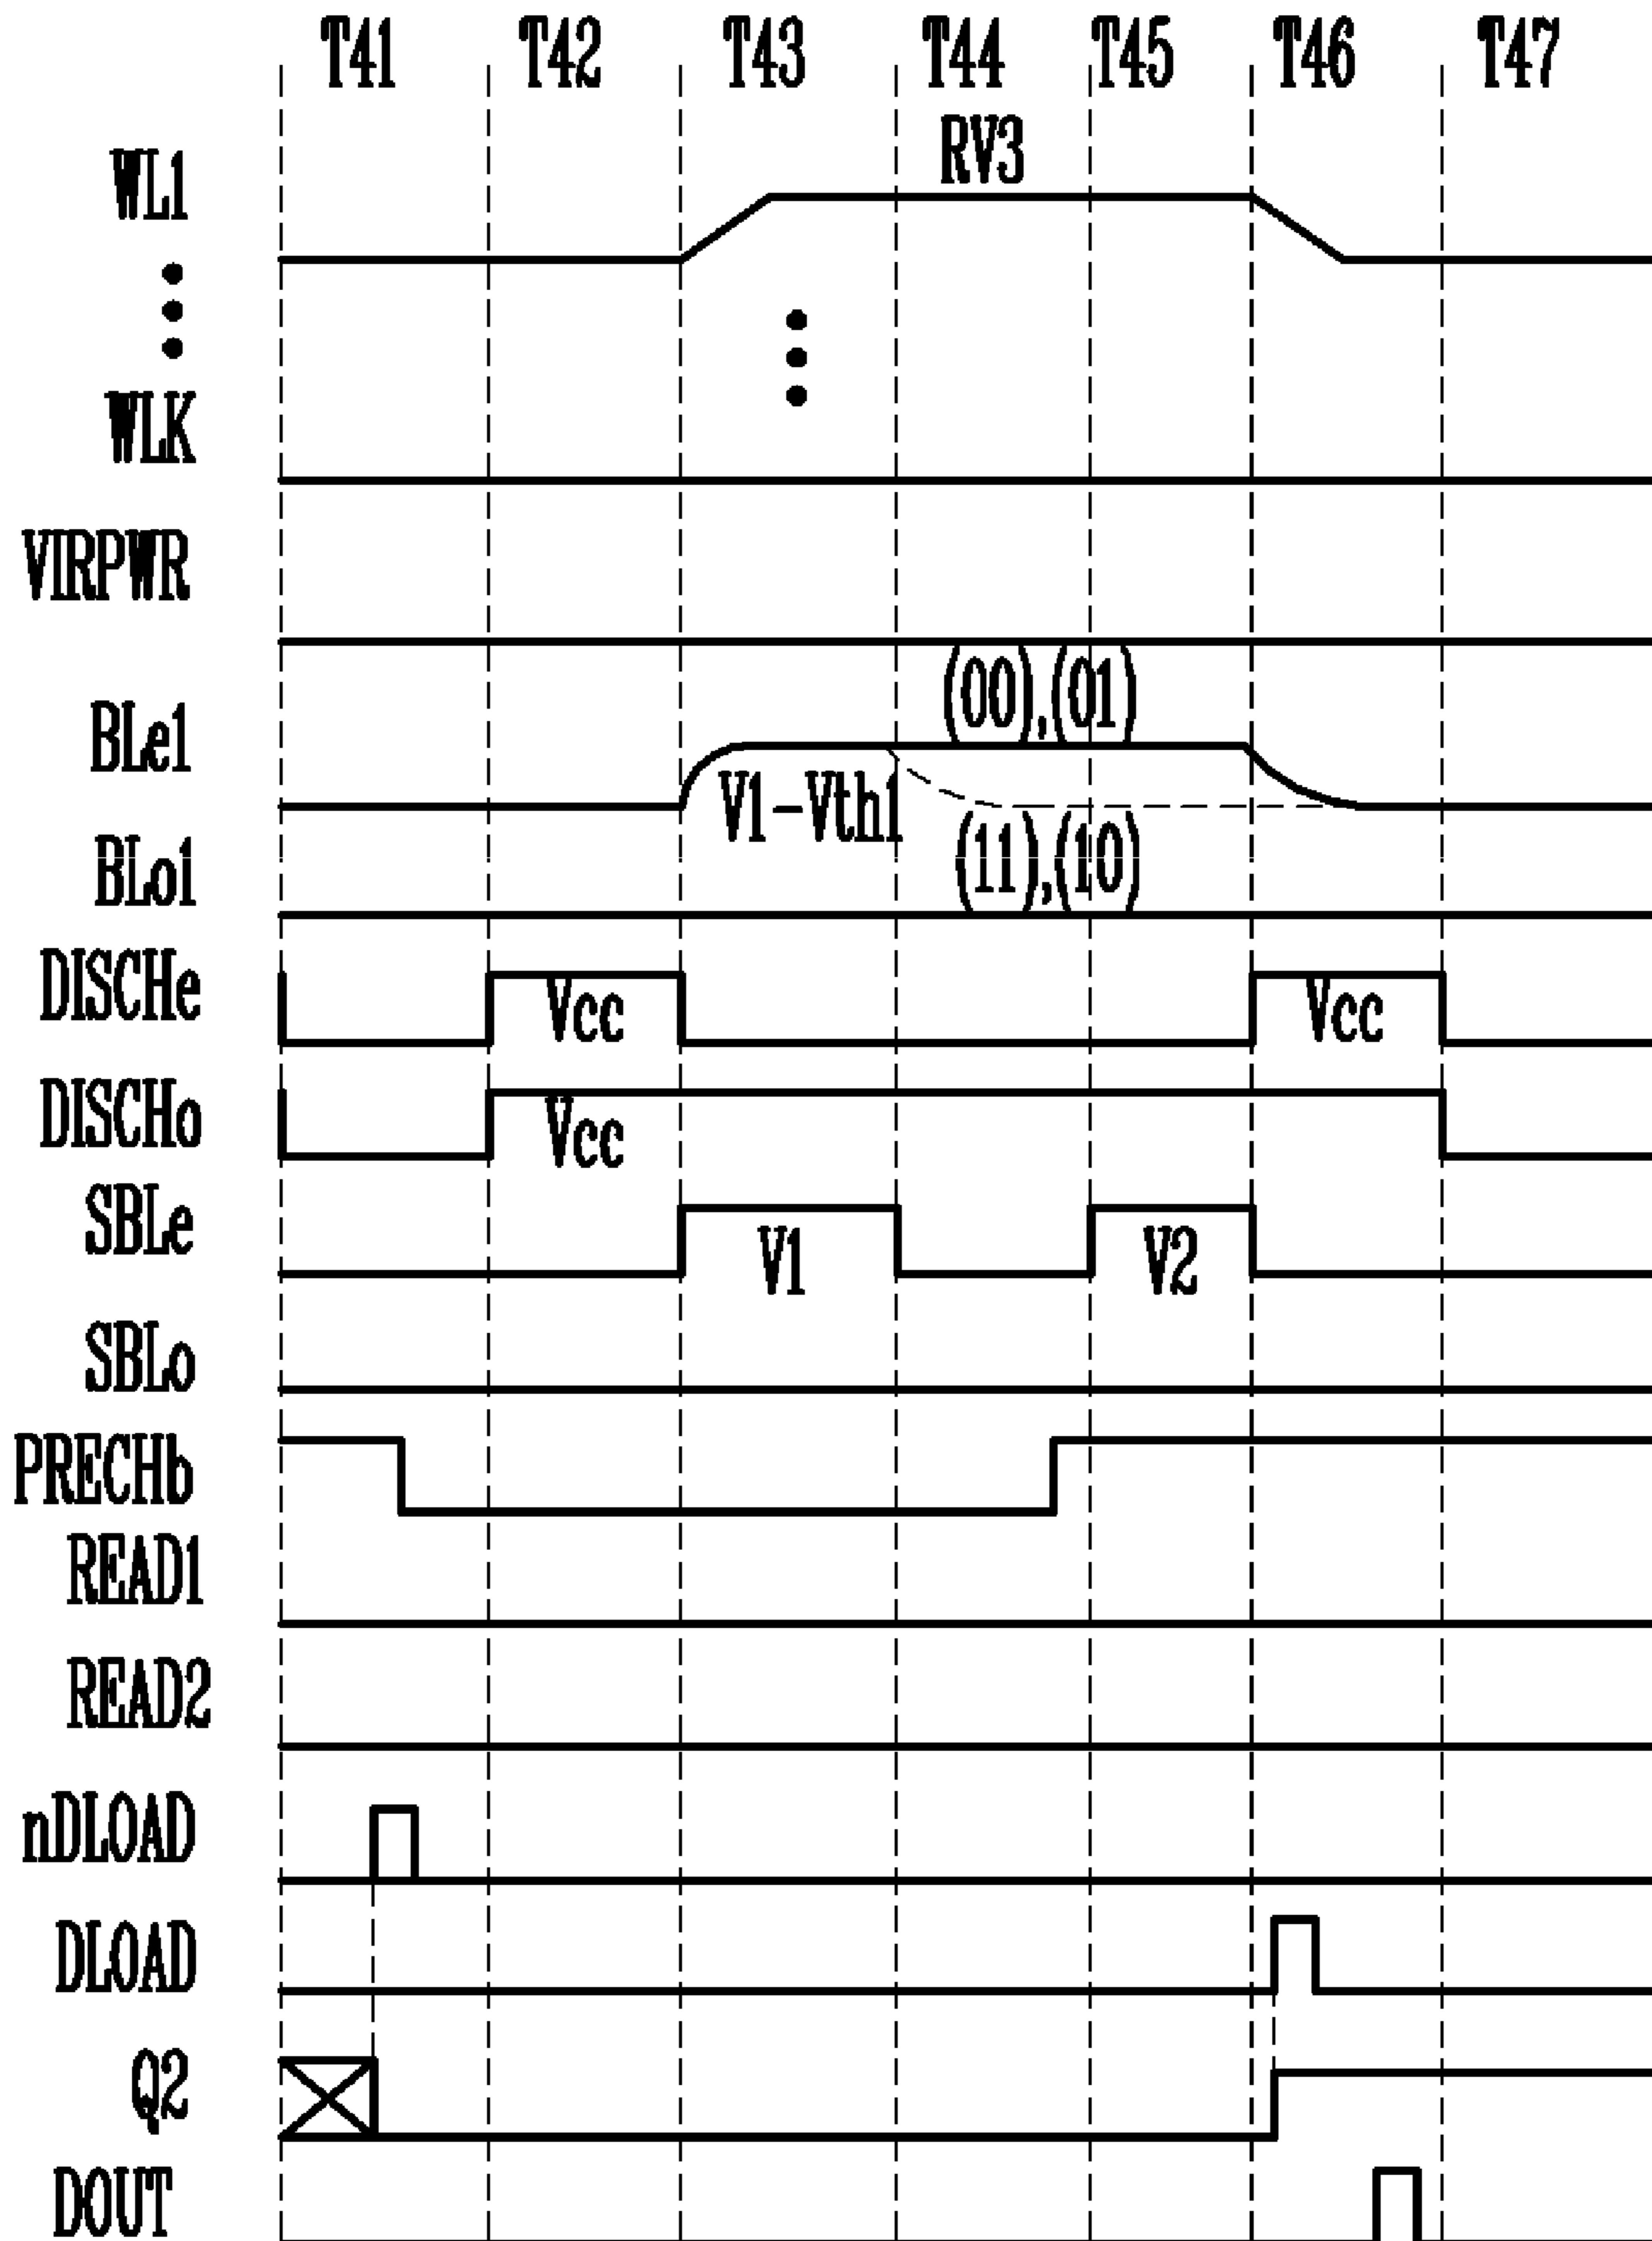 T41 T42 T43 T44 T45 T46 T47
RV3
WL1
WLK
VIRPWR
(00),(01)
BLe1
V1-Vth1
(11),(10)
BLo1
DISCHe
Vcc Vcc
DISCHo
Vcc
SBLe
V1 V2
SBLo
PRECHb
READ1
READ2
nDLOAD
DLOAD
Q2
DOUT